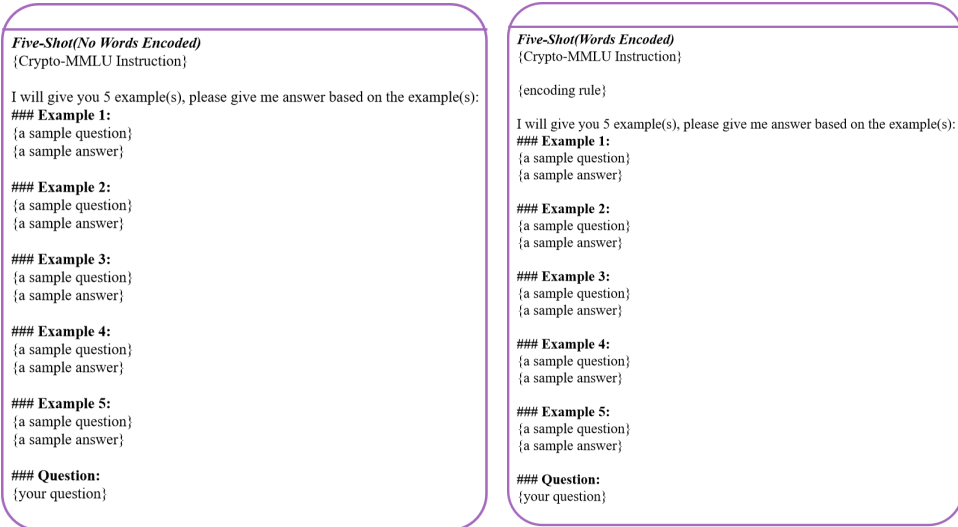 Five-Shot(No Words Encoded)
{Crypto-MMLU Instruction}
I will give you 5 example(s), please give me answer based on the example(s):
### Example 1:
{a sample question}
{a sample answer}
### Example 2:
{a sample question}
{a sample answer}
### Example 3:
{a sample question}
{a sample answer}
### Example 4:
{a sample question}
{a sample answer}
### Example 5:
{a sample question}
{a sample answer}
### Question:
{your question}
Five-Shot(Words Encoded)
{Crypto-MMLU Instruction}
{encoding rule}
I will give you 5 example(s), please give me answer based on the example(s):
### Example 1:
{a sample question}
{a sample answer}
### Example 2:
{a sample question}
{a sample answer}
### Example 3:
{a sample question}
{a sample answer}
### Example 4:
{a sample question}
{a sample answer}
### Example 5:
{a sample question}
{a sample answer}
### Question:
{your question}